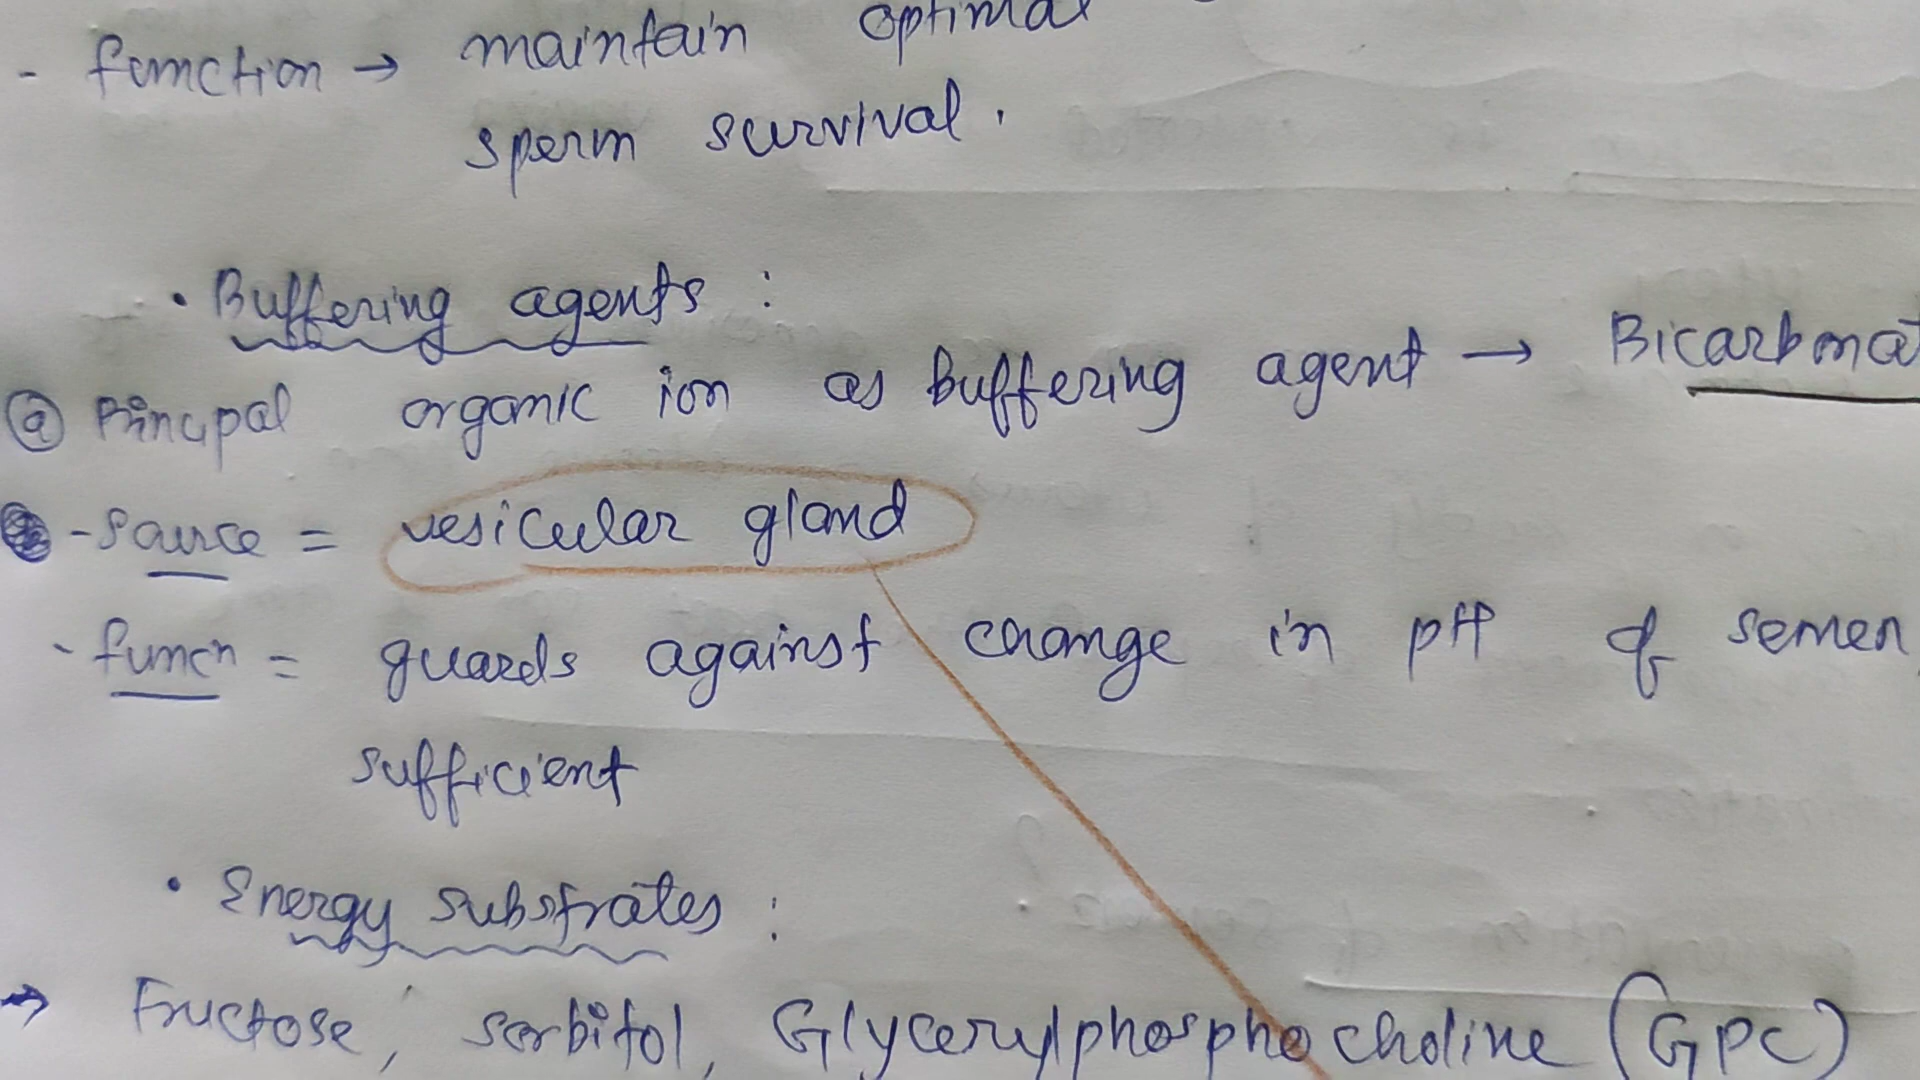 - function → maintain optimal
sperm survival.
• Buffering agents :
ⓐ Principal organic ion as buffering agent → Bicarbonat
- Source = vesicular gland
- funcn = guards against change in pH of semen,
sufficient
• Energy substrates :
→ Fructose, sorbitol, Glycerylphosphocholine (GPC)